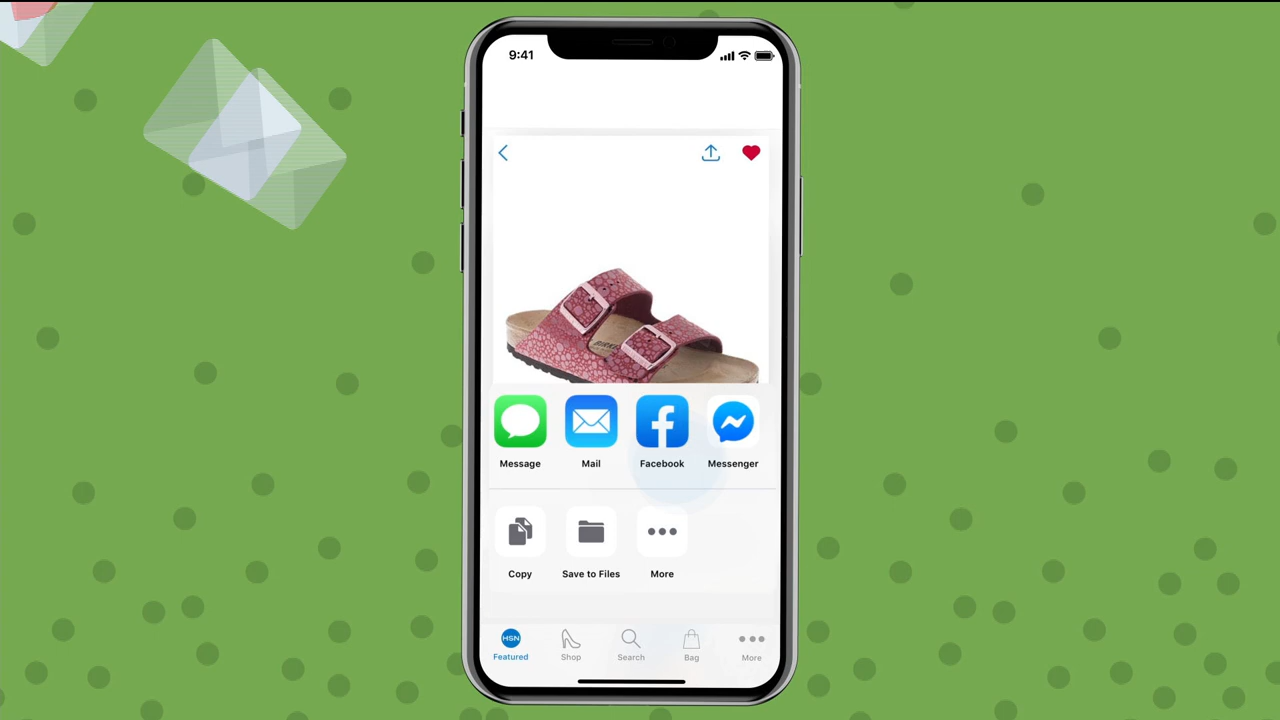 9:41
Message Mail Facebook Messenger
Copy Save to Files More
HSN
Featured Shop Search Bag More